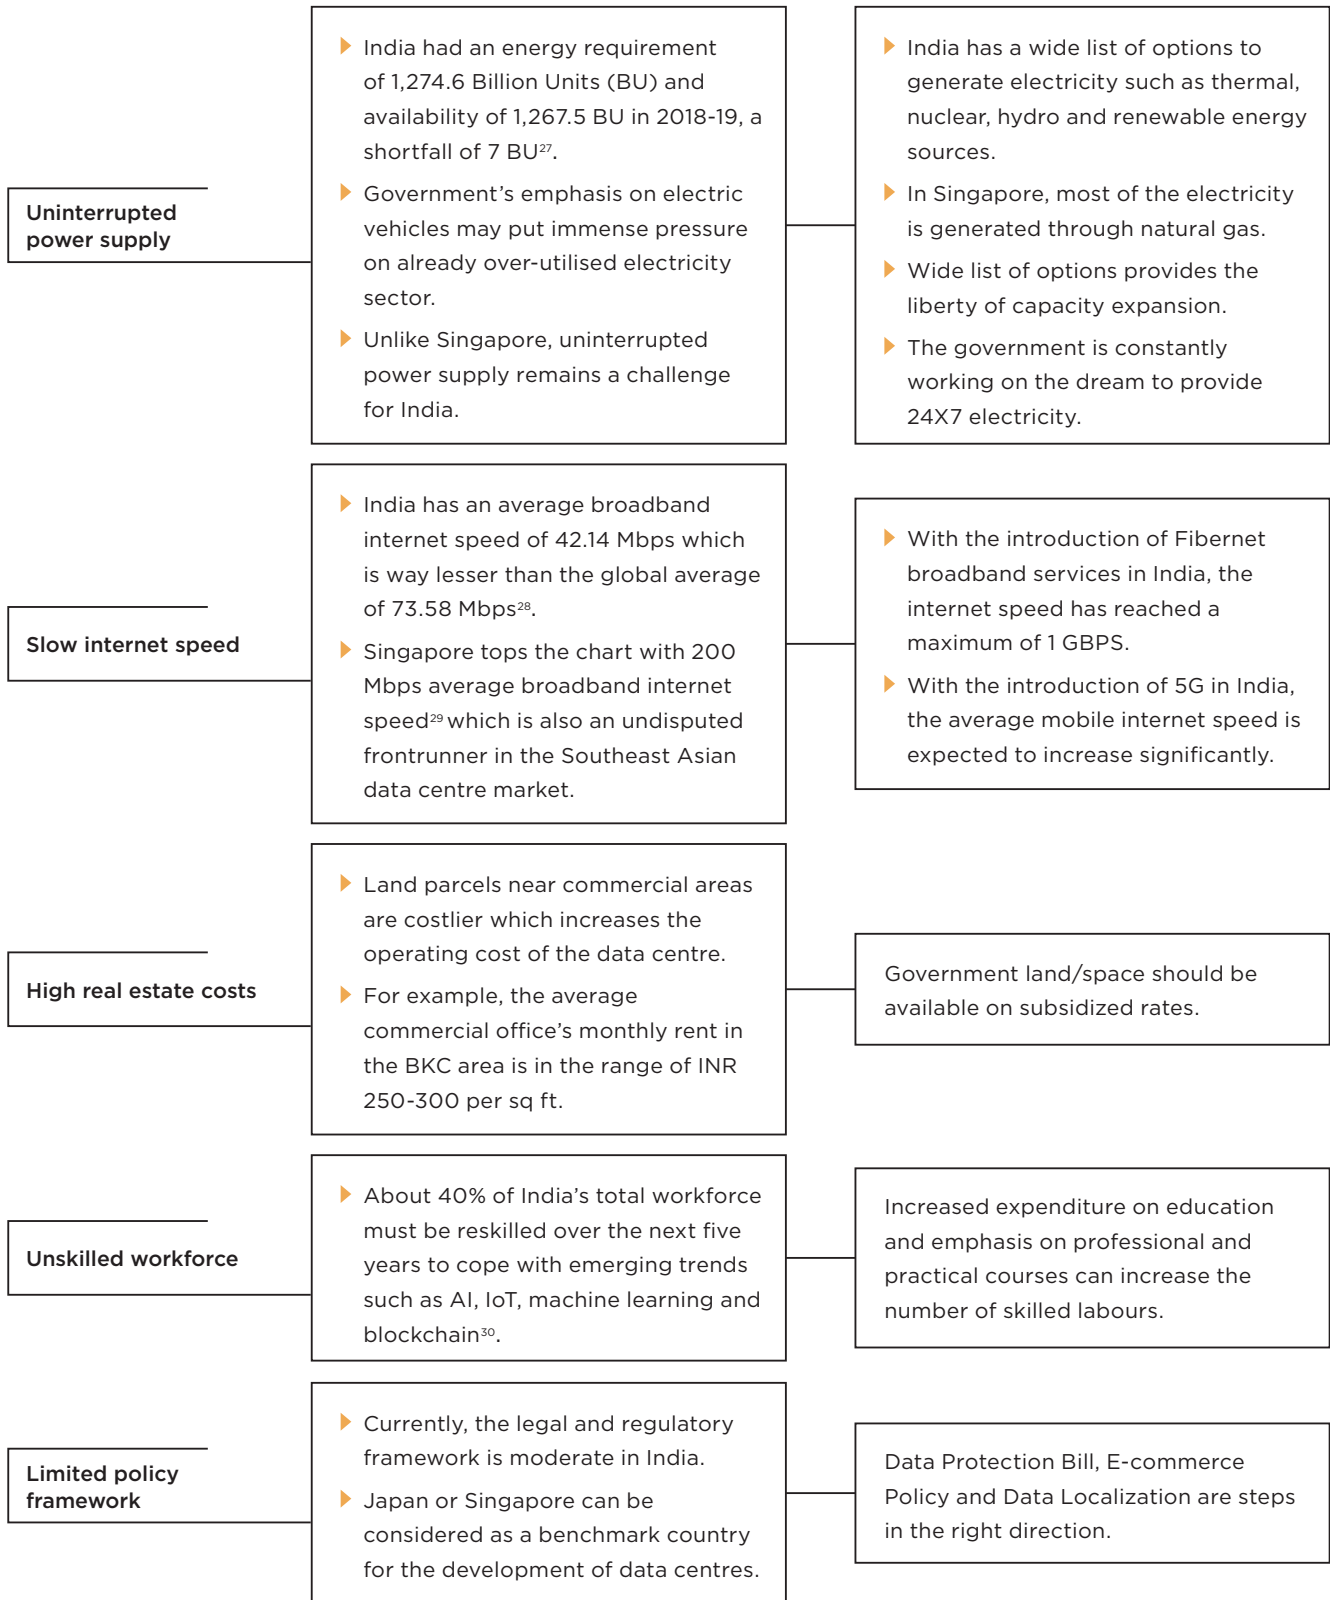 Uninterrupted
power supply
India had an energy requirement
of 1,274.6 Billion Units (BU) and
availability of 1,267.5 BU in 2018-19, a
shortfall of 7 BU27.
Government's emphasis on electric
vehicles may put immense pressure
on already over-utilised electricity
sector.
Unlike Singapore, uninterrupted
power supply remains a challenge
for India.
India has a wide list of options to
generate electricity such as thermal,
nuclear, hydro and renewable energy
sources.
In Singapore, most of the electricity
is generated through natural gas.
Wide list of options provides the
liberty of capacity expansion.
The government is constantly
working on the dream to provide
24X7 electricity.
Slow internet speed
India has an average broadband
internet speed of 42.14 Mbps which
is way lesser than the global average
of 73.58 Mbps28.
Singapore tops the chart with 200
Mbps average broadband internet
speed29 which is also an undisputed
frontrunner in the Southeast Asian
data centre market.
With the introduction of Fibernet
broadband services in India, the
internet speed has reached a
maximum of 1 GBPS.
With the introduction of 5G in India,
the average mobile internet speed is
expected to increase significantly.
High real estate costs
Land parcels near commercial areas
are costlier which increases the
operating cost of the data centre.
For example, the average
commercial office's monthly rent in
the BKC area is in the range of INR
250-300 per sq ft.
Government land/space should be
available on subsidized rates.
Unskilled workforce
About 40% of India's total workforce
must be reskilled over the next five
years to cope with emerging trends
such as AI, IoT, machine learning and
blockchain30.
Increased expenditure on education
and emphasis on professional and
practical courses can increase the
number of skilled labours.
Limited policy
framework
Currently, the legal and regulatory
framework is moderate in India.
Japan or Singapore can be
considered as a benchmark country
for the development of data centres.
Data Protection Bill, E-commerce
Policy and Data Localization are steps
in the right direction.